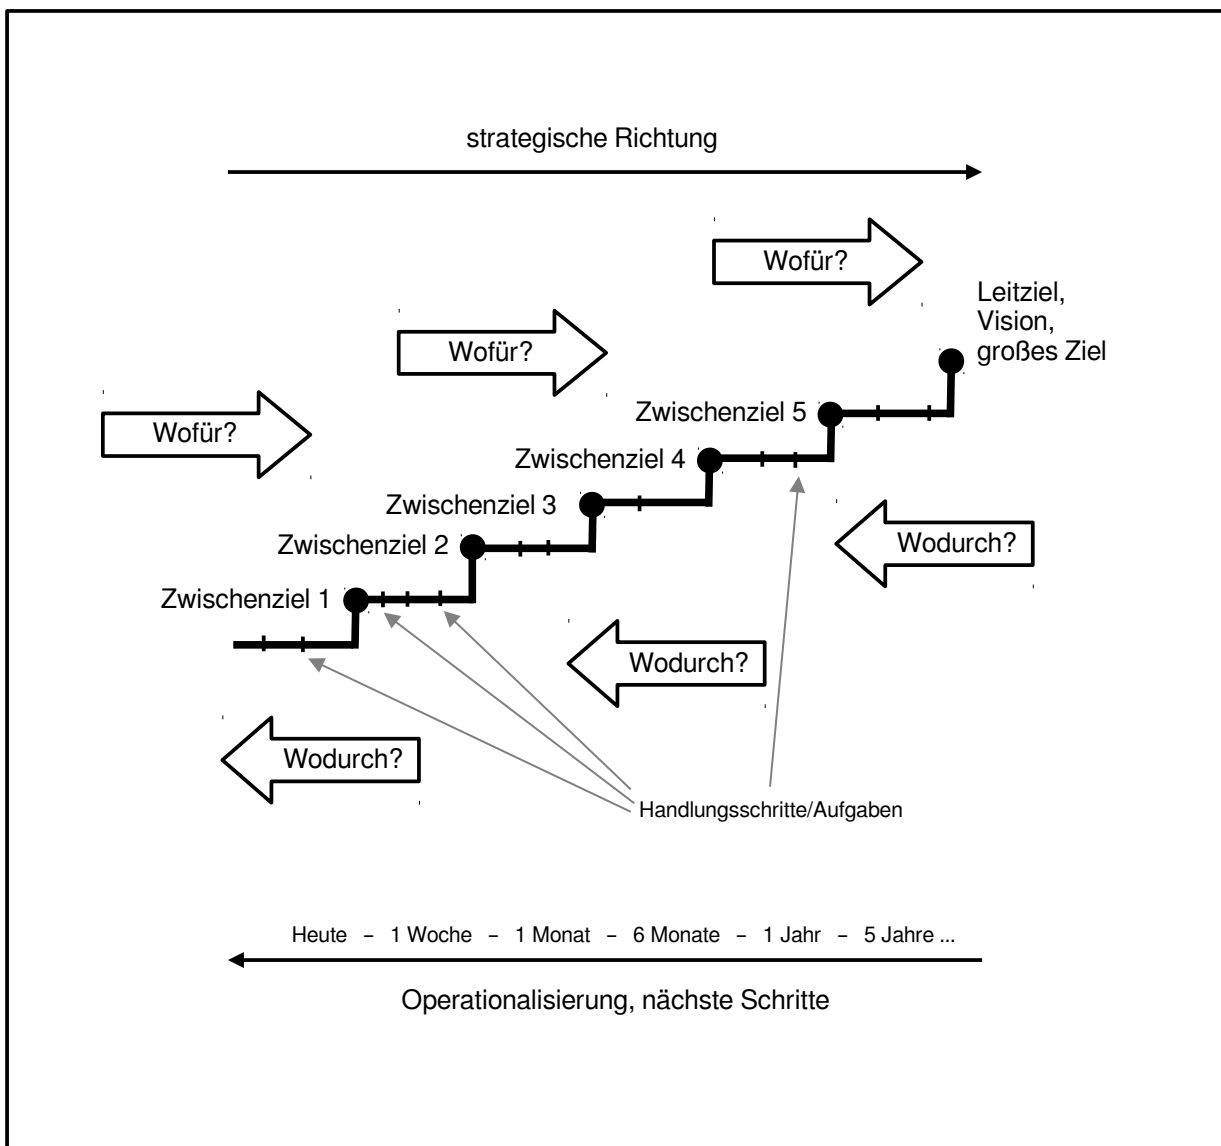 strategische Richtung
Wofür?
Leitziel,
Vision,
großes Ziel
Wofür?
Wofür?
Zwischenziel 5
Zwischenziel 4
Zwischenziel 3
Zwischenziel 2
Zwischenziel 1
Wodurch?
Wodurch?
Wodurch?
Handlungsschritte/Aufgaben
Heute – 1 Woche – 1 Monat – 6 Monate – 1 Jahr – 5 Jahre ...
Operationalisierung, nächste Schritte